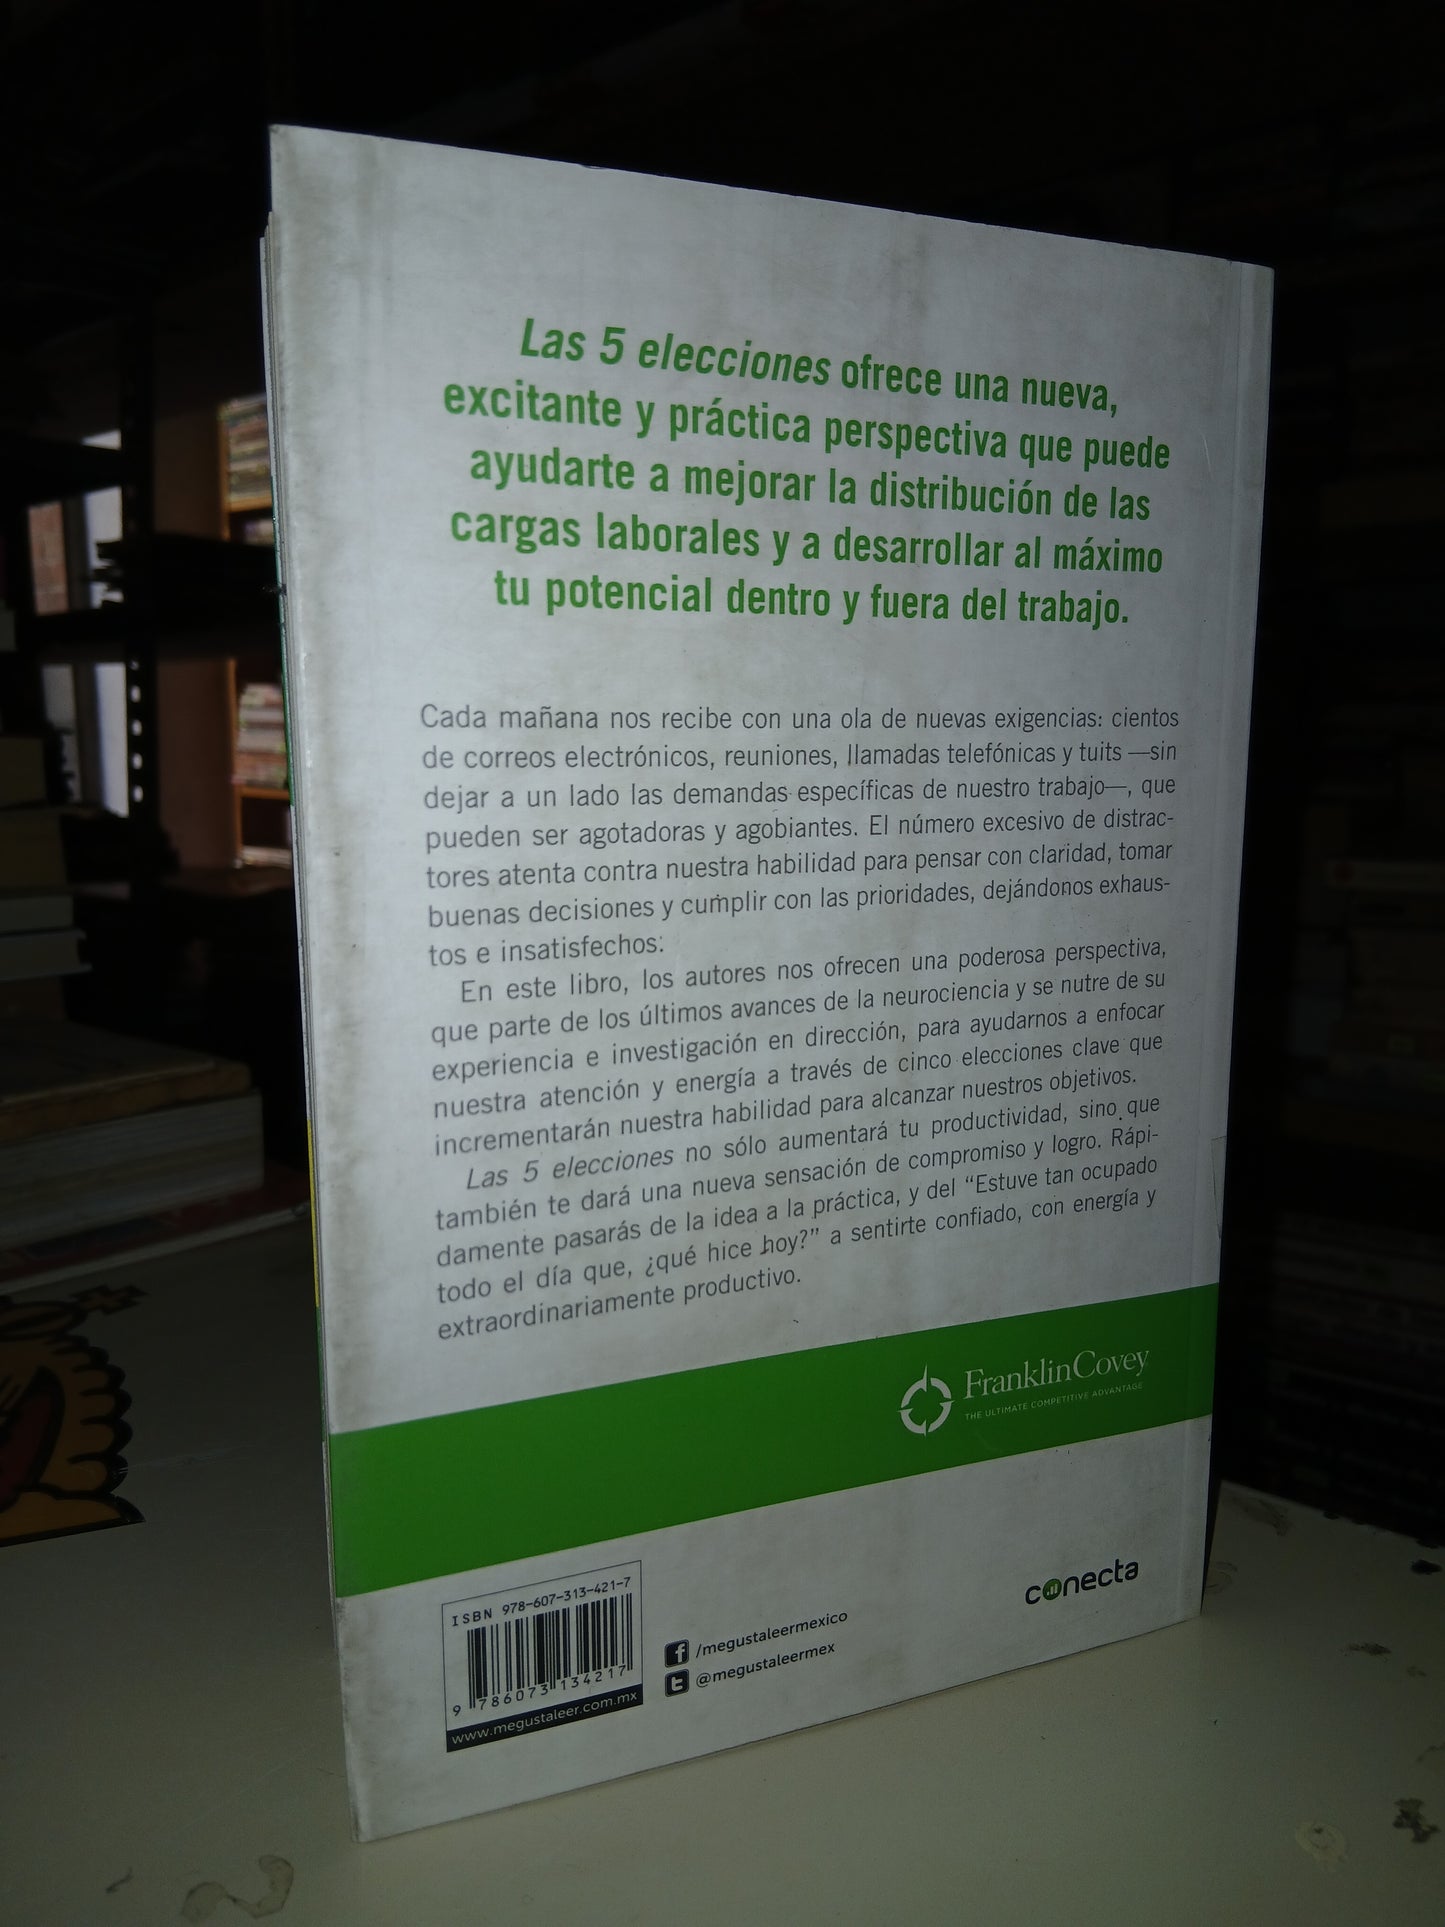 Las 5 elecciones ofrece una nueva,
excitante y práctica perspectiva que puede
ayudarte a mejorar la distribución de las
cargas laborales y a desarrollar al máximo
tu potencial dentro y fuera del trabajo.
Cada mañana nos recibe con una ola de nuevas exigencias: cientos
de correos electrónicos, reuniones, llamadas telefónicas y tuits —sin
dejar a un lado las demandas específicas de nuestro trabajo—, que
pueden ser agotadoras y agobiantes. El número excesivo de distrac-
tores atenta contra nuestra habilidad para pensar con claridad, tomar
buenas decisiones y cumplir con las prioridades, dejándonos exhaus-
tos e insatisfechos.
En este libro, los autores nos ofrecen una poderosa perspectiva,
que parte de los últimos avances de la neurociencia y se nutre de su
experiencia e investigación en dirección, para ayudarnos a enfocar
nuestra atención y energía a través de cinco elecciones clave que
incrementarán nuestra habilidad para alcanzar nuestros objetivos.
Las 5 elecciones no sólo aumentará tu productividad, sino que
también te dará una nueva sensación de compromiso y logro. Rápi-
damente pasarás de la idea a la práctica, y del “Estuve tan ocupado
todo el día que, ¿qué hice hoy?” a sentirte confiado, con energía y
extraordinariamente productivo.
FranklinCovey
THE ULTIMATE COMPETITIVE ADVANTAGE
conecta
ISBN 978-607-313-421-7
9 786073 134217
www.megustaleer.com.mx
/megustaleermexico
@megustaleermex